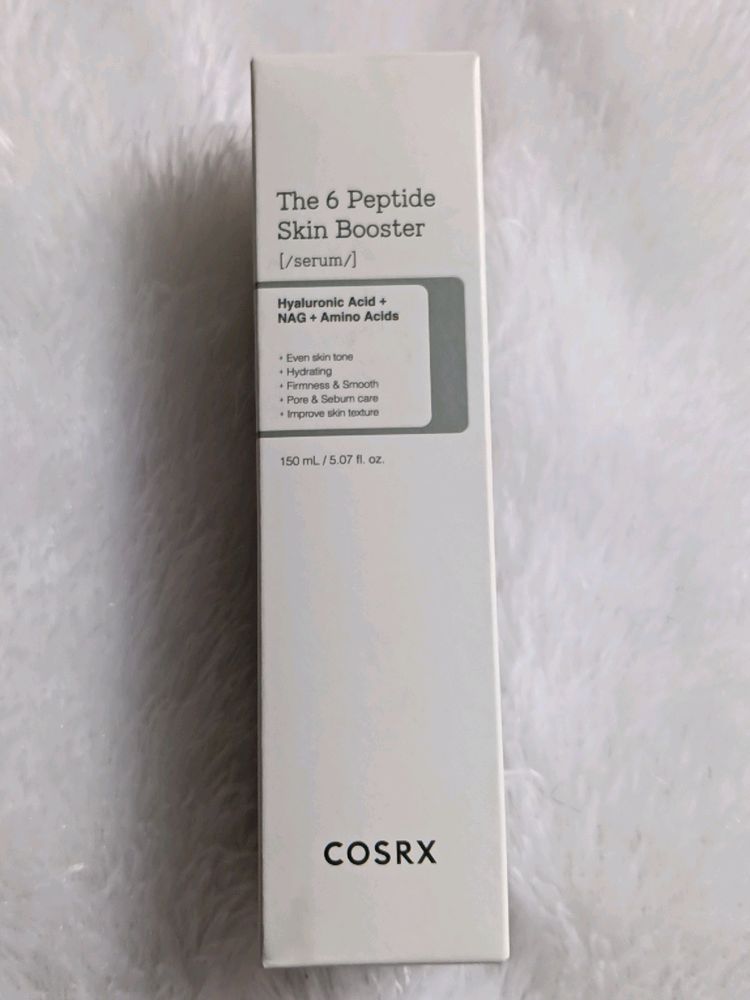 The 6 Peptide
Skin Booster
[/serum/]
Hyaluronic Acid +
NAG + Amino Acids
+ Even skin tone
+ Hydrating
+ Firmness & Smooth
+ Pore & Sebum care
+ Improve skin texture
150 mL / 5.07 fl. oz.
COSRX